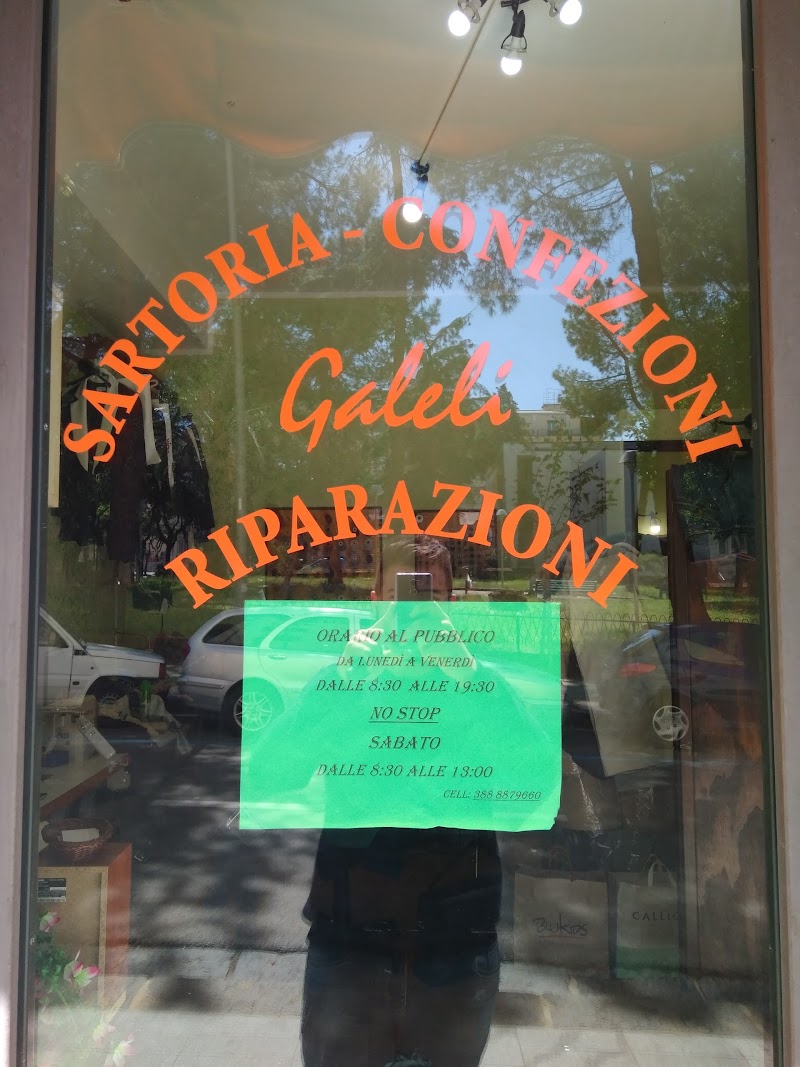 SARTORIA - CONFEZIONI
Galeli
RIPARAZIONI
ORARIO AL PUBBLICO
DA LUNEDÌ A VENERDÌ
DALLE 8:30 ALLE 19:30
NO STOP
SABATO
DALLE 8:30 ALLE 13:00
CELL: 388 8879660